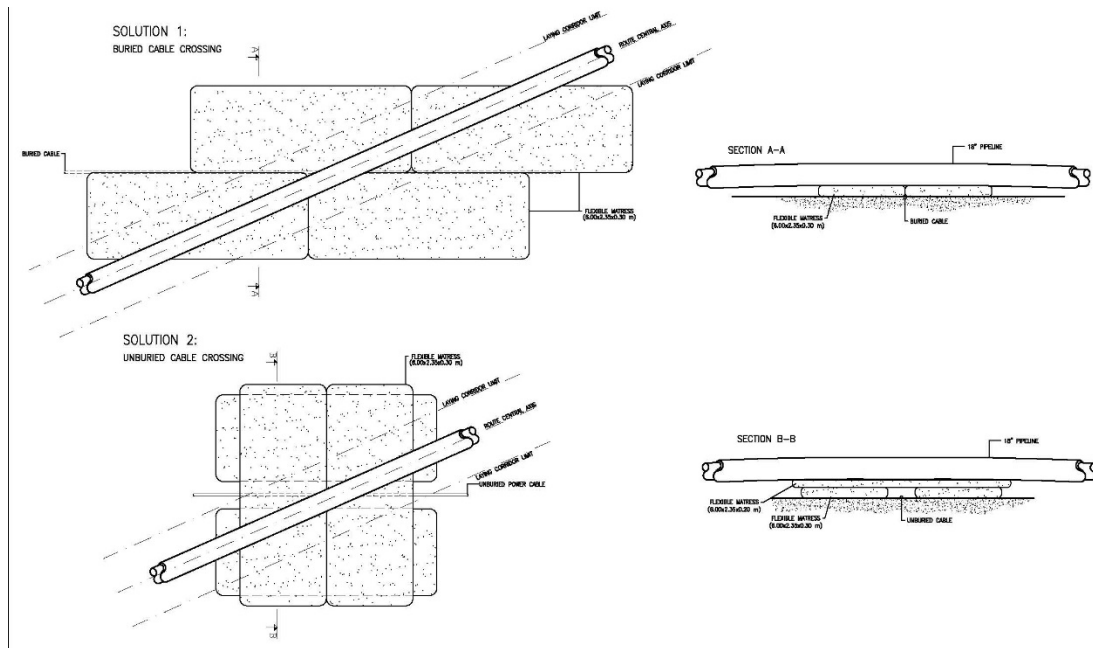 SOLUTION 1:
BURIED CABLE CROSSING
A
LAYING CORRIDOR LIMIT
ROUTE CENTRAL AXIS
LAYING CORRIDOR LIMIT
BURIED CABLE
FLEXIBLE MATRESS
(6.00x2.35x0.30 m)
A
SECTION A-A
18" PIPELINE
FLEXIBLE MATRESS
(6.00x2.35x0.30 m)
BURIED CABLE
SOLUTION 2:
UNBURIED CABLE CROSSING
B
FLEXIBLE MATRESS
(6.00x2.35x0.30 m)
LAYING CORRIDOR LIMIT
ROUTE CENTRAL AXIS
LAYING CORRIDOR LIMIT
UNBURIED POWER CABLE
B
SECTION B-B
18" PIPELINE
FLEXIBLE MATRESS
(6.00x2.35x0.20 m)
FLEXIBLE MATRESS
(6.00x2.35x0.30 m)
UNBURIED CABLE